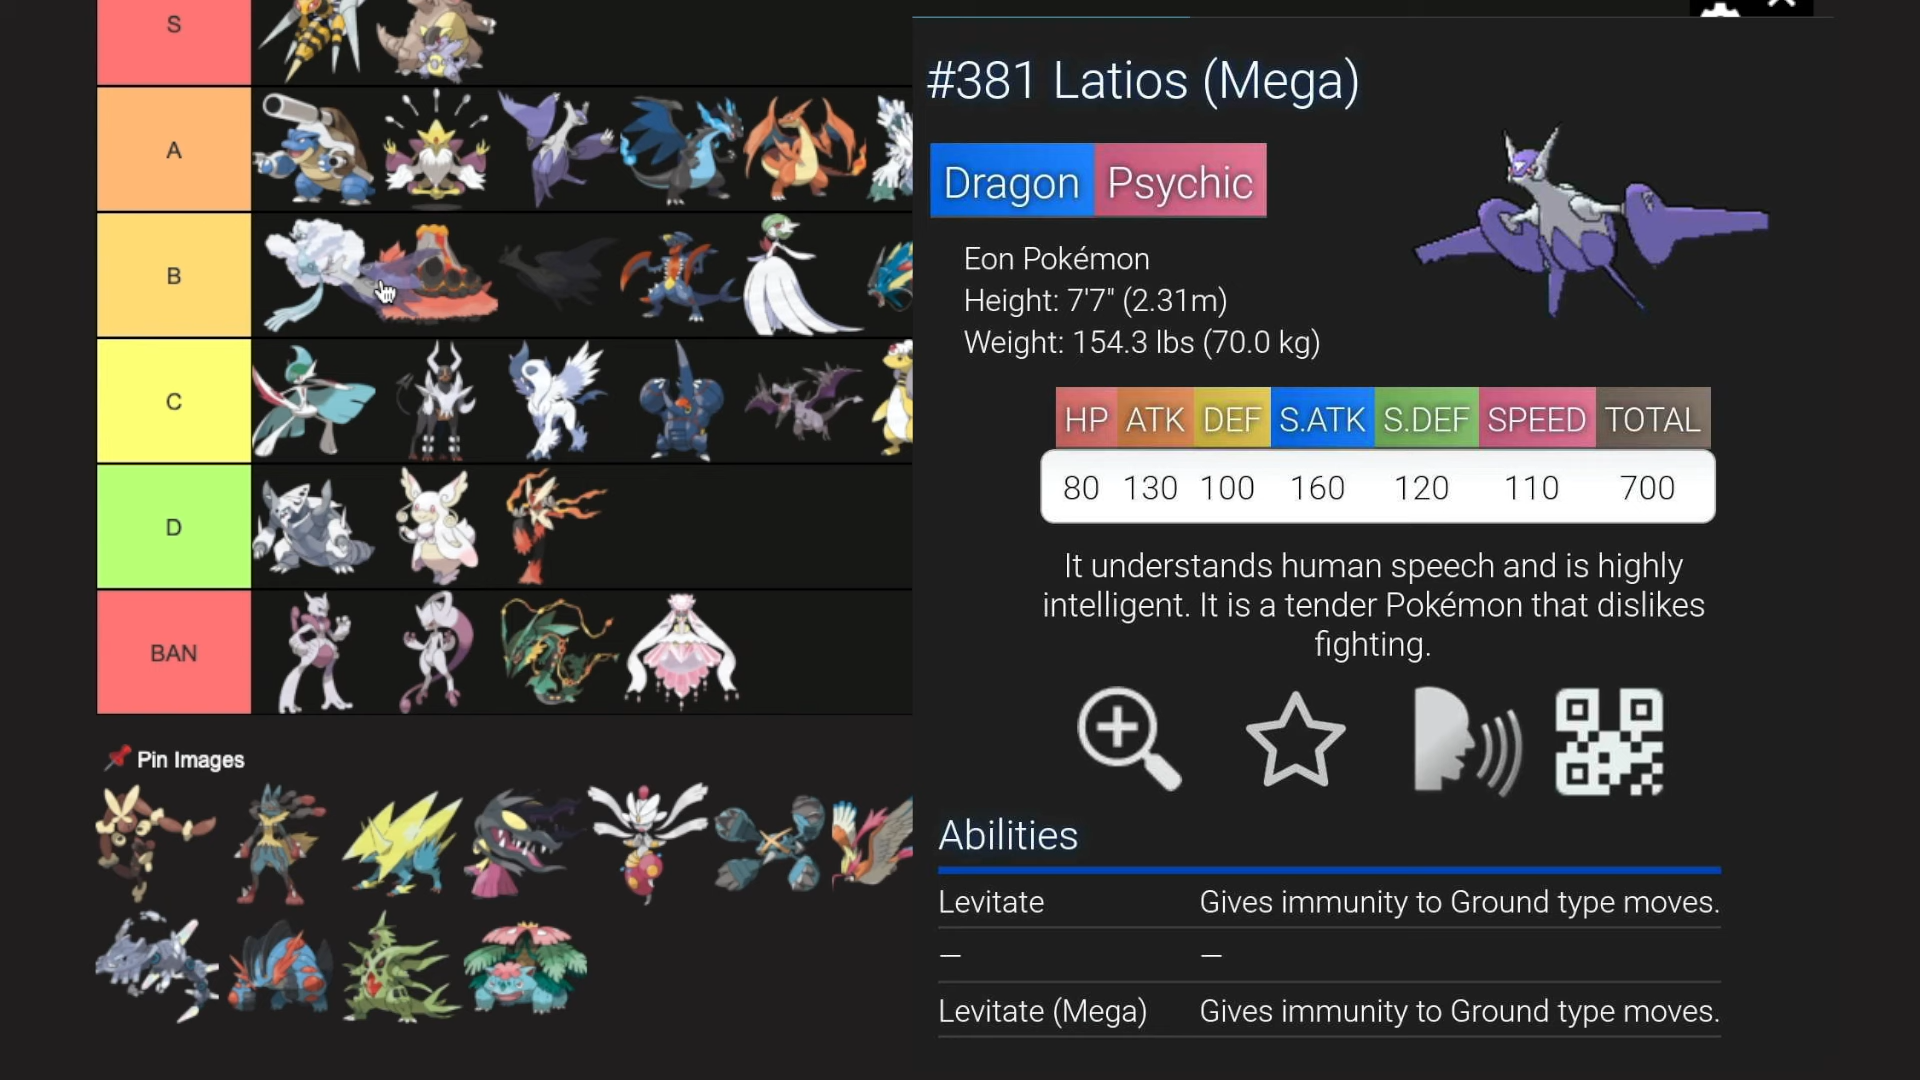 S
A
B
C
D
BAN
📌 Pin Images
#381 Latios (Mega)
Dragon Psychic
Eon Pokémon
Height: 7'7" (2.31m)
Weight: 154.3 lbs (70.0 kg)
HP ATK DEF S.ATK S.DEF SPEED TOTAL
80 130 100 160 120 110 700
It understands human speech and is highly
intelligent. It is a tender Pokémon that dislikes
fighting.
Abilities
Levitate Gives immunity to Ground type moves.
— —
Levitate (Mega) Gives immunity to Ground type moves.